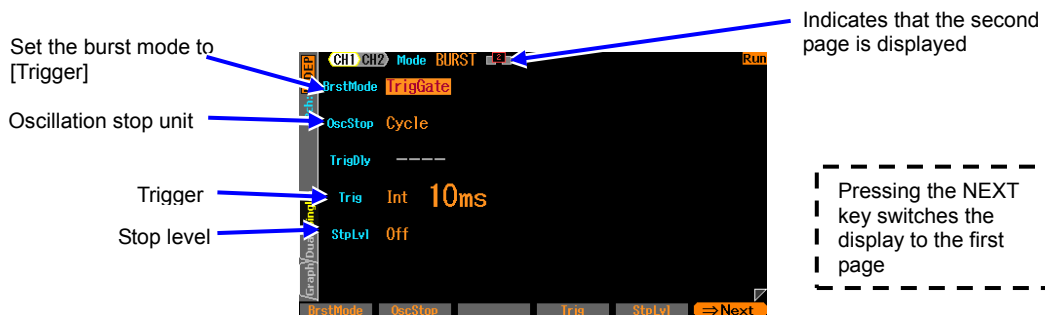 Indicates that the second
page is displayed
Set the burst mode to
[Trigger]
Oscillation stop unit
Trigger
Stop level
CH1 CH2 Mode BURST 2 Run
BrstMode TrigGate
OscStop Cycle
TrigDly ----
Trig Int 10ms
StpLvl Off
BrstMode OscStop Trig StpLvl ⇒Next
Pressing the NEXT
key switches the
display to the first
page